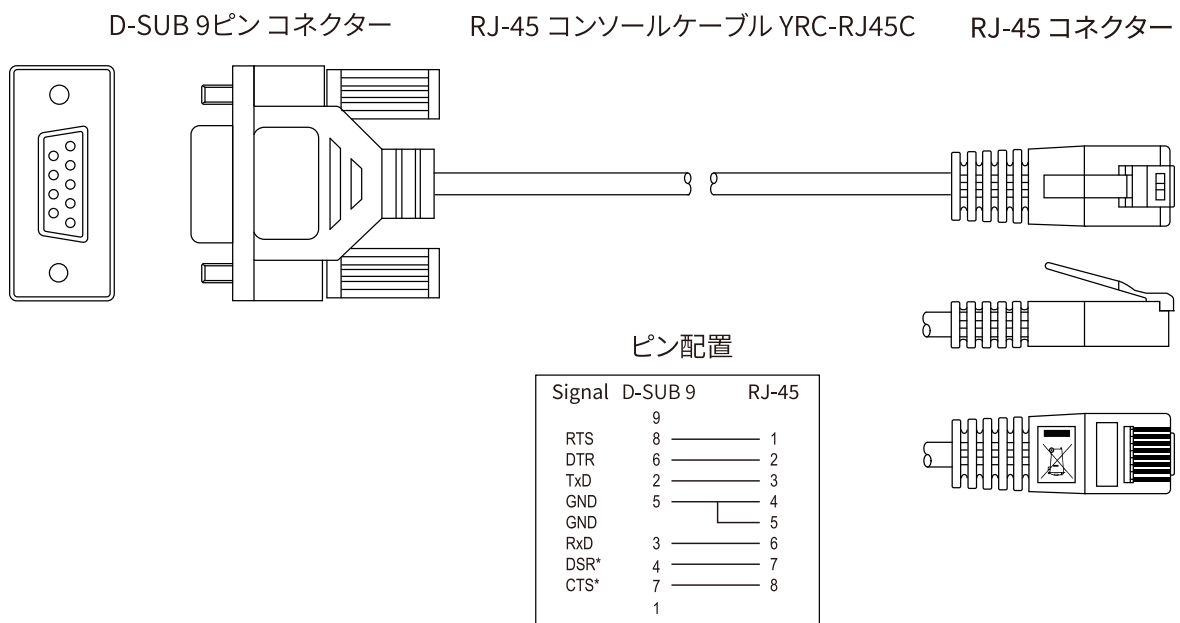 D-SUB 9ピン コネクター
RJ-45 コンソールケーブル YRC-RJ45C
RJ-45 コネクター
ピン配置
Signal D-SUB 9 RJ-45
9
RTS 8 1
DTR 6 2
TxD 2 3
GND 5 4
GND 5
RxD 3 6
DSR* 4 7
CTS* 7 8
1